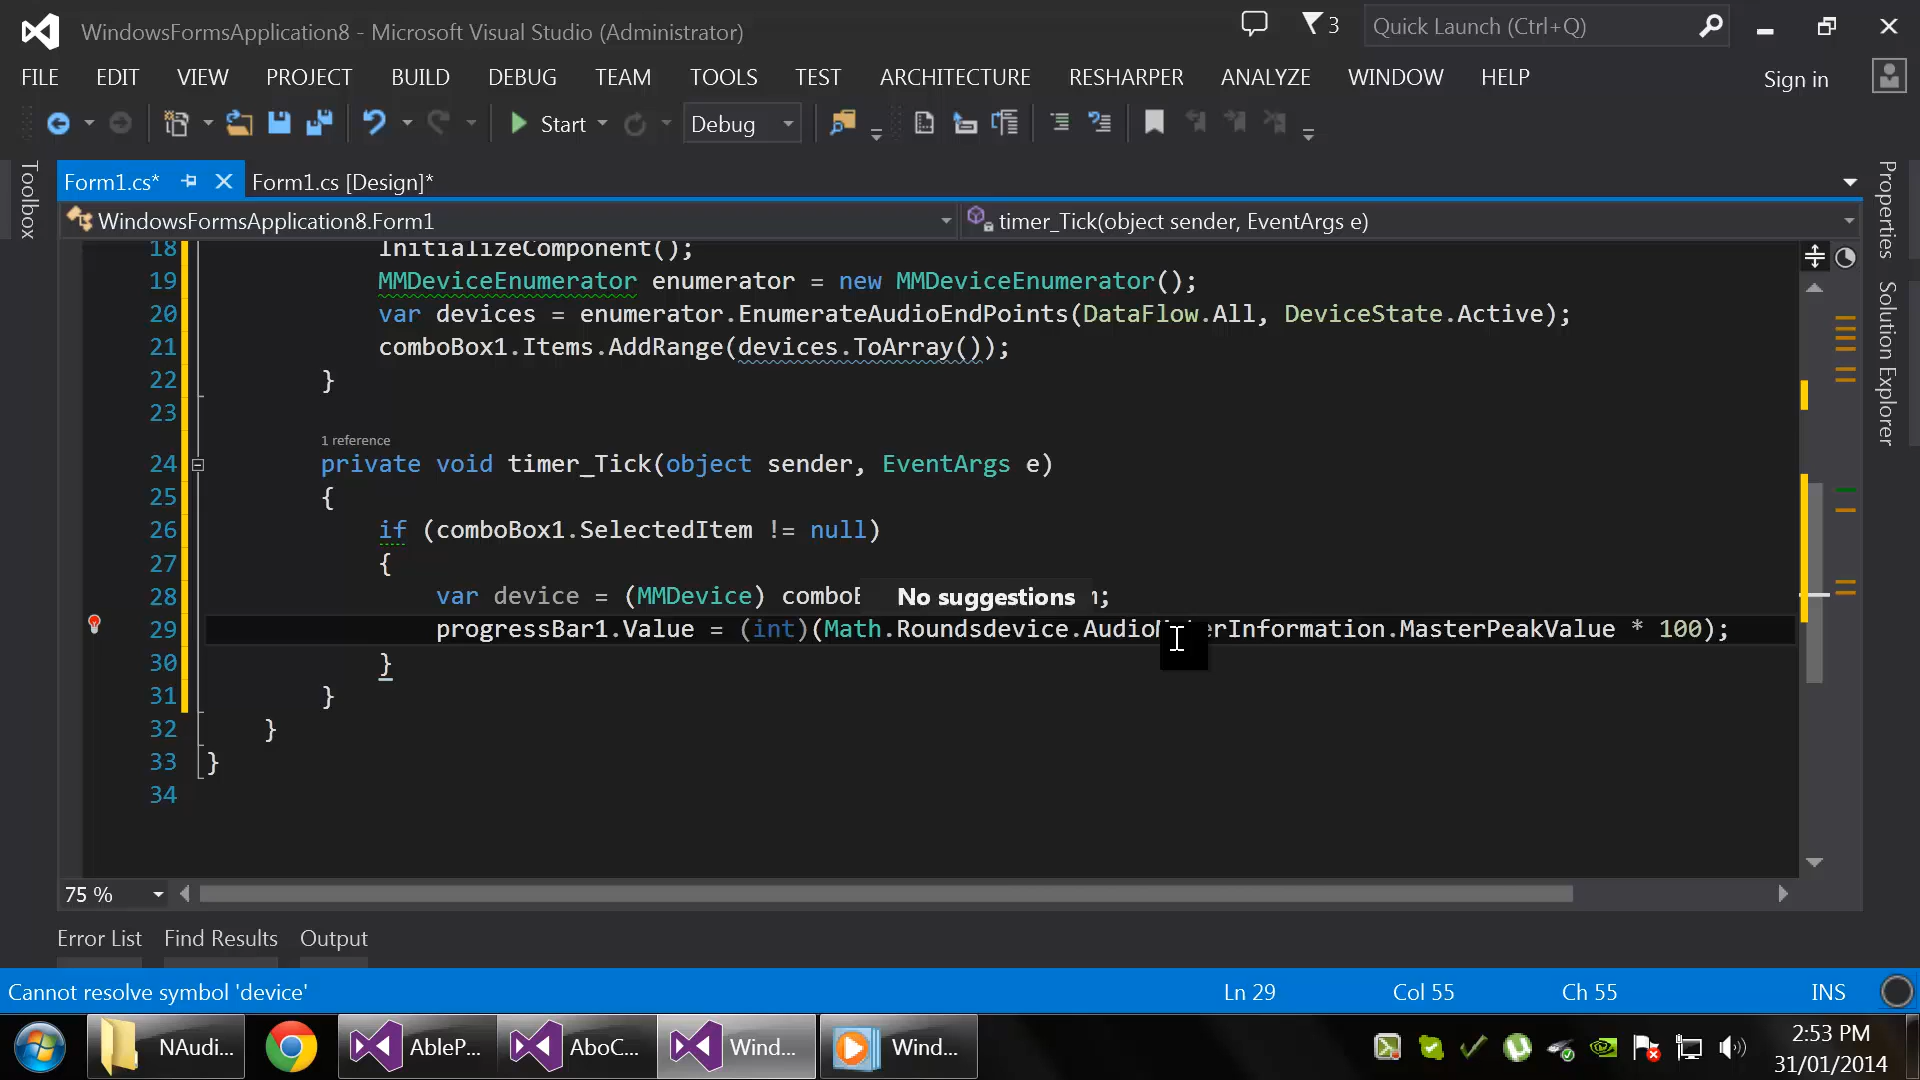 WindowsFormsApplication8 - Microsoft Visual Studio (Administrator)
3
Quick Launch (Ctrl+Q)
FILE EDIT VIEW PROJECT BUILD DEBUG TEAM TOOLS TEST ARCHITECTURE RESHARPER ANALYZE WINDOW HELP
Sign in
Start
Debug
Toolbox
Form1.cs*
Form1.cs [Design]*
Properties
Solution Explorer
WindowsFormsApplication8.Form1
timer_Tick(object sender, EventArgs e)
18 InitializeComponent();
19 MMDeviceEnumerator enumerator = new MMDeviceEnumerator();
20 var devices = enumerator.EnumerateAudioEndPoints(DataFlow.All, DeviceState.Active);
21 comboBox1.Items.AddRange(devices.ToArray());
22 }
23
1 reference
24 private void timer_Tick(object sender, EventArgs e)
25 {
26 if (comboBox1.SelectedItem != null)
27 {
28 var device = (MMDevice) comboB
No suggestions
;
29 progressBar1.Value = (int)(Math.Roundsdevice.AudioMeterInformation.MasterPeakValue * 100);
30 }
31 }
32 }
33 }
34
75 %
Error List Find Results Output
Cannot resolve symbol 'device'
Ln 29 Col 55 Ch 55 INS
NAudi...
AbleP...
AboC...
Wind...
Wind...
2:53 PM
31/01/2014